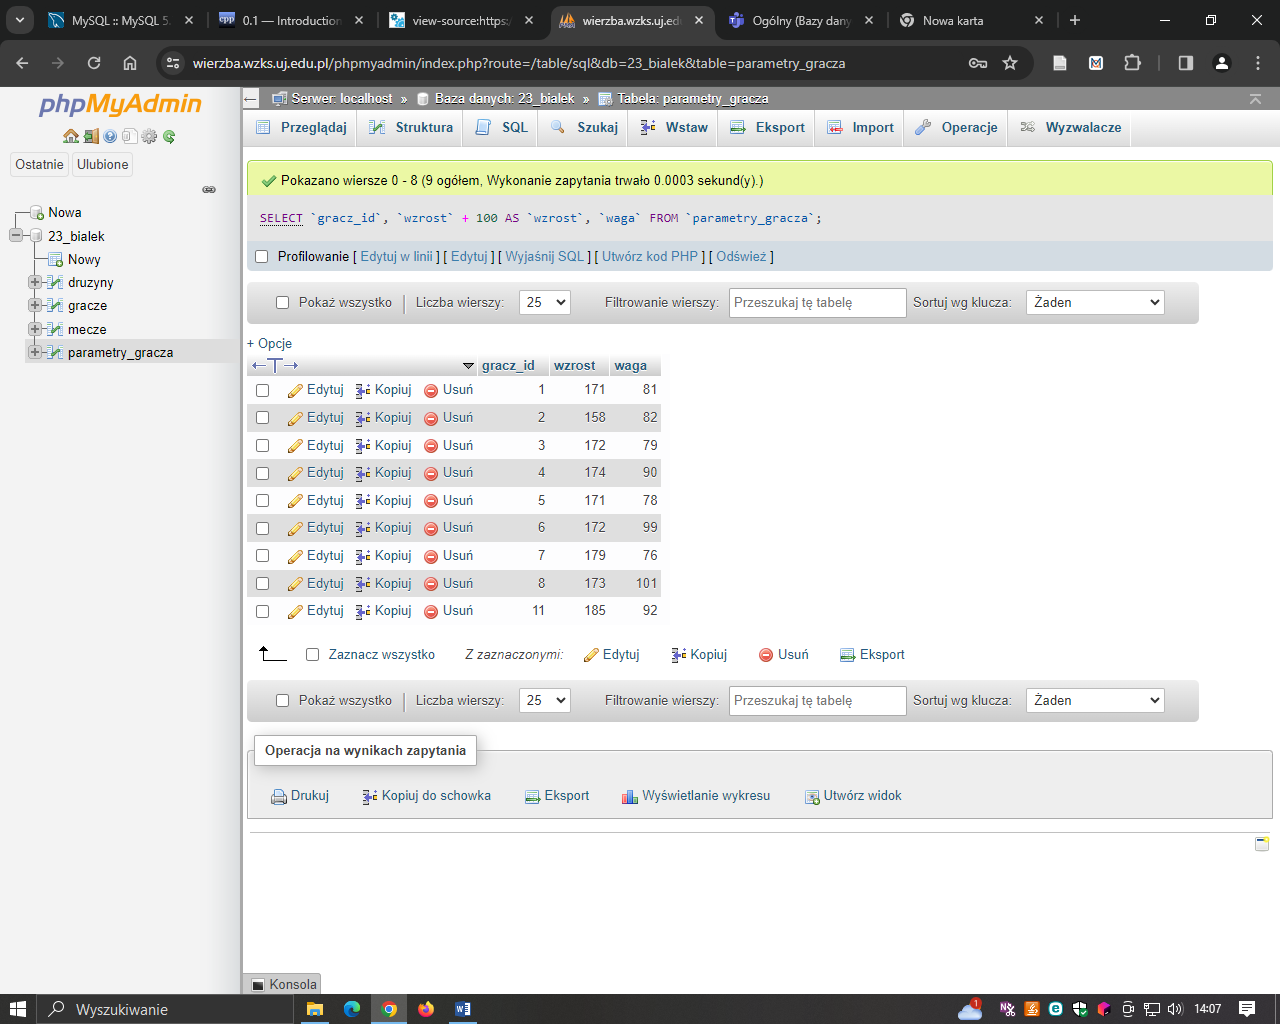 MySQL :: MySQL 5.
0.1 — Introduction
view-source:https:/
wierzba.wzks.uj.ed
Ogólny (Bazy dany
Nowa karta
wierzba.wzks.uj.edu.pl/phpmyadmin/index.php?route=/table/sql&db=23_bialek&table=parametry_gracza
phpMyAdmin
Ostatnie Ulubione
Nowa
23_bialek
Nowy
druzyny
gracze
mecze
parametry_gracza
Serwer: localhost » Baza danych: 23_bialek » Tabela: parametry_gracza
Przeglądaj Struktura SQL Szukaj Wstaw Eksport Import Operacje Wyzwalacze
Pokazano wiersze 0 - 8 (9 ogółem, Wykonanie zapytania trwało 0.0003 sekund(y).)
SELECT `gracz_id`, `wzrost` + 100 AS `wzrost`, `waga` FROM `parametry_gracza`;
Profilowanie [ Edytuj w linii ] [ Edytuj ] [ Wyjaśnij SQL ] [ Utwórz kod PHP ] [ Odśwież ]
Pokaż wszystko Liczba wierszy: 25 Filtrowanie wierszy: Przeszukaj tę tabelę Sortuj wg klucza: Żaden
+ Opcje
gracz_id wzrost waga
Edytuj Kopiuj Usuń 1 171 81
Edytuj Kopiuj Usuń 2 158 82
Edytuj Kopiuj Usuń 3 172 79
Edytuj Kopiuj Usuń 4 174 90
Edytuj Kopiuj Usuń 5 171 78
Edytuj Kopiuj Usuń 6 172 99
Edytuj Kopiuj Usuń 7 179 76
Edytuj Kopiuj Usuń 8 173 101
Edytuj Kopiuj Usuń 11 185 92
Zaznacz wszystko Z zaznaczonymi: Edytuj Kopiuj Usuń Eksport
Pokaż wszystko Liczba wierszy: 25 Filtrowanie wierszy: Przeszukaj tę tabelę Sortuj wg klucza: Żaden
Operacja na wynikach zapytania
Drukuj Kopiuj do schowka Eksport Wyświetlanie wykresu Utwórz widok
Konsola
Wyszukiwanie
1
14:07